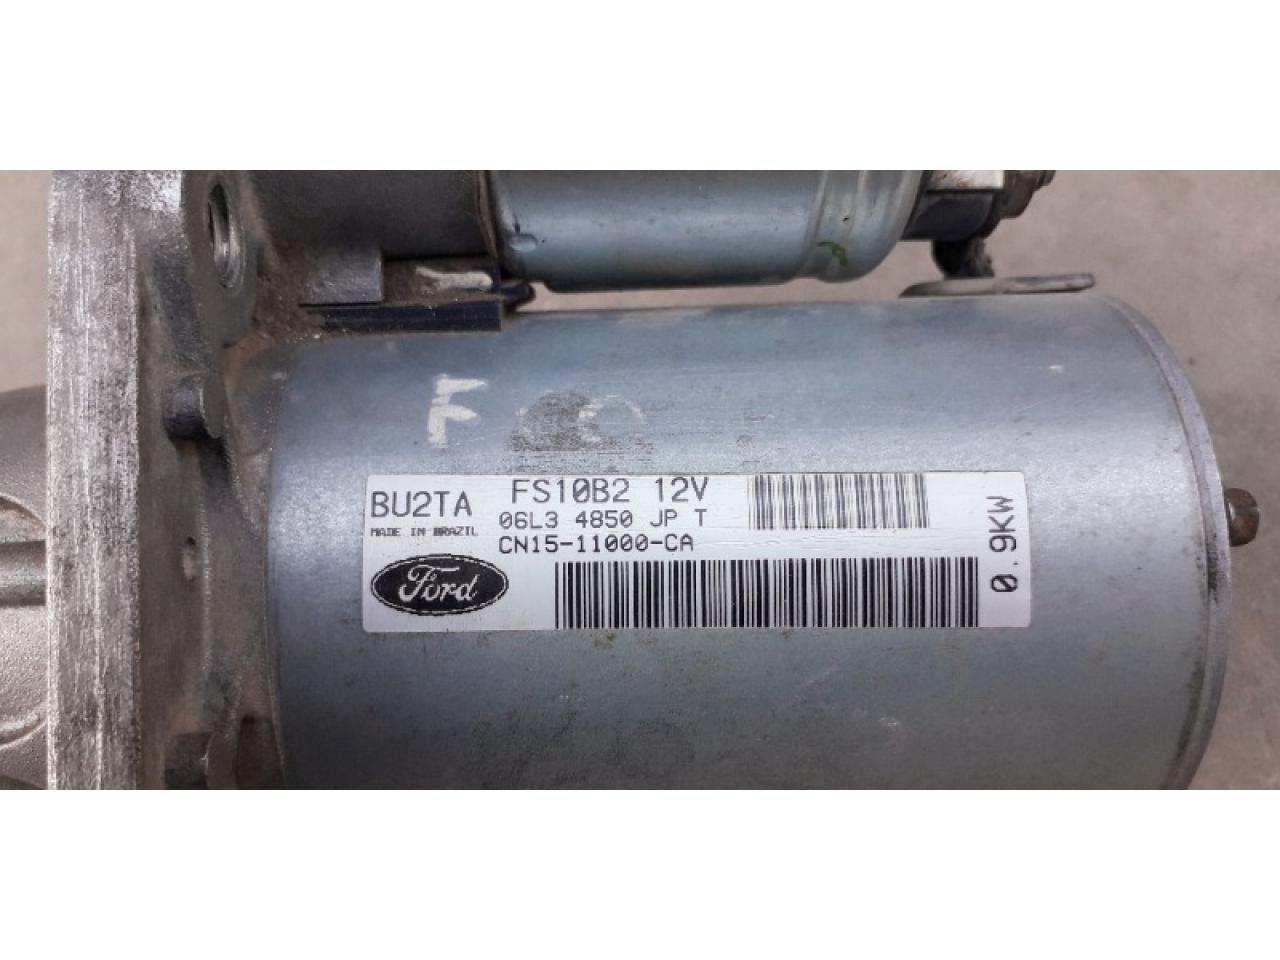 F
BU2TA
MADE IN BRAZIL
Ford
FS10B2 12V
06L3 4850 JP T
CN15-11000-CA
0.9KW